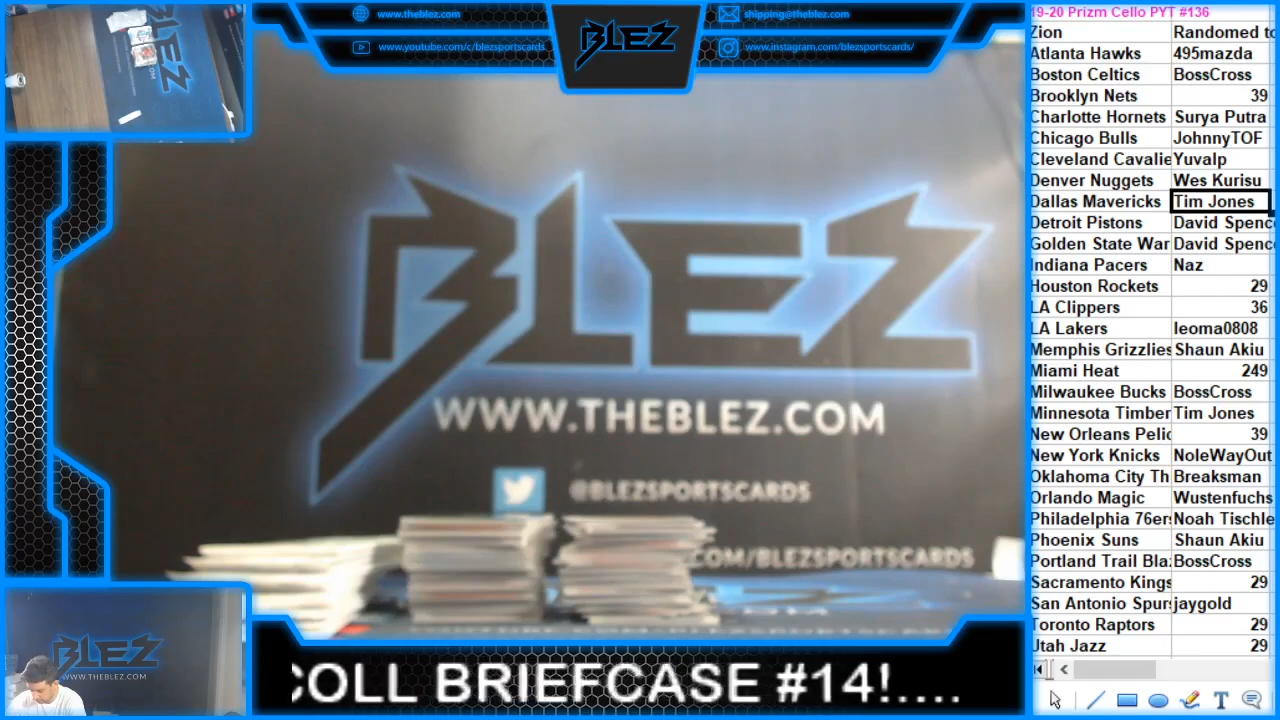 www.theblez.com
www.youtube.com/c/blezsportscards
BLEZ
shipping@theblez.com
www.instagram.com/blezsportscards/
BLEZ
.COM
BLEZ
WWW.THEBLEZ.COM
@BLEZSPORTSCARDS
COM/BLEZSPORTSCARDS
BLEZ
WWW.THEBLEZ.COM
COLL BRIEFCASE #14!....
19-20 Prizm Cello PYT #136
Zion Randomed to
Atlanta Hawks 495mazda
Boston Celtics BossCross
Brooklyn Nets 39
Charlotte Hornets Surya Putra
Chicago Bulls JohnnyTOF
Cleveland Cavalie Yuvalp
Denver Nuggets Wes Kurisu
Dallas Mavericks Tim Jones
Detroit Pistons David Spence
Golden State War David Spence
Indiana Pacers Naz
Houston Rockets 29
LA Clippers 36
LA Lakers leoma0808
Memphis Grizzlies Shaun Akiu
Miami Heat 249
Milwaukee Bucks BossCross
Minnesota Timber Tim Jones
New Orleans Pelic 39
New York Knicks NoleWayOut
Oklahoma City Th Breaksman
Orlando Magic Wustenfuchs
Philadelphia 76ers Noah Tischle
Phoenix Suns Shaun Akiu
Portland Trail Bla BossCross
Sacramento Kings 29
San Antonio Spurs jaygold
Toronto Raptors 29
Utah Jazz 29